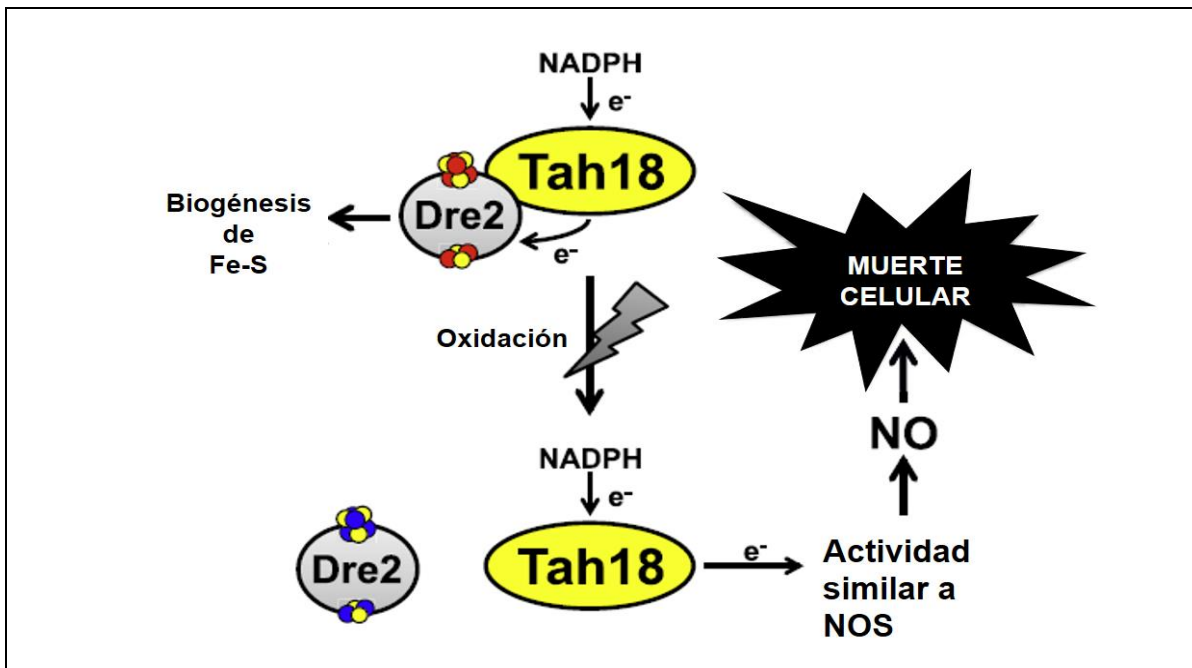 NADPH
e-
Tah18
Dre2
Biogénesis
de
Fe-S
e-
MUERTE
CELULAR
Oxidación
NO
NADPH
e-
Dre2
Tah18
e-
Actividad
similar a
NOS